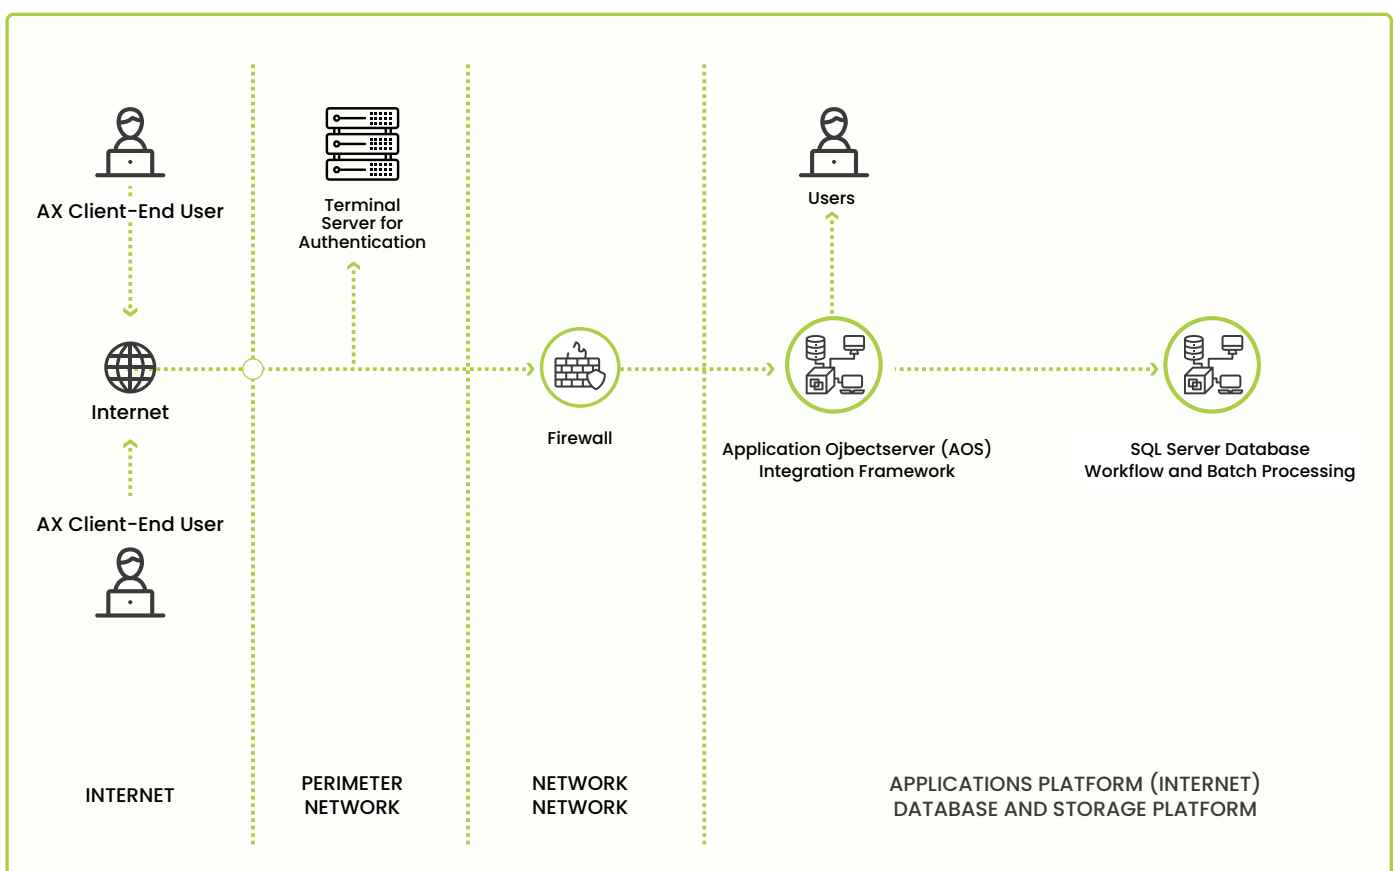 AX Client-End User
Terminal
Server for
Authentication
Users
Internet
Firewall
Application Ojbectserver (AOS)
Integration Framework
SQL Server Database
Workflow and Batch Processing
AX Client-End User
INTERNET
PERIMETER
NETWORK
NETWORK
NETWORK
APPLICATIONS PLATFORM (INTERNET)
DATABASE AND STORAGE PLATFORM